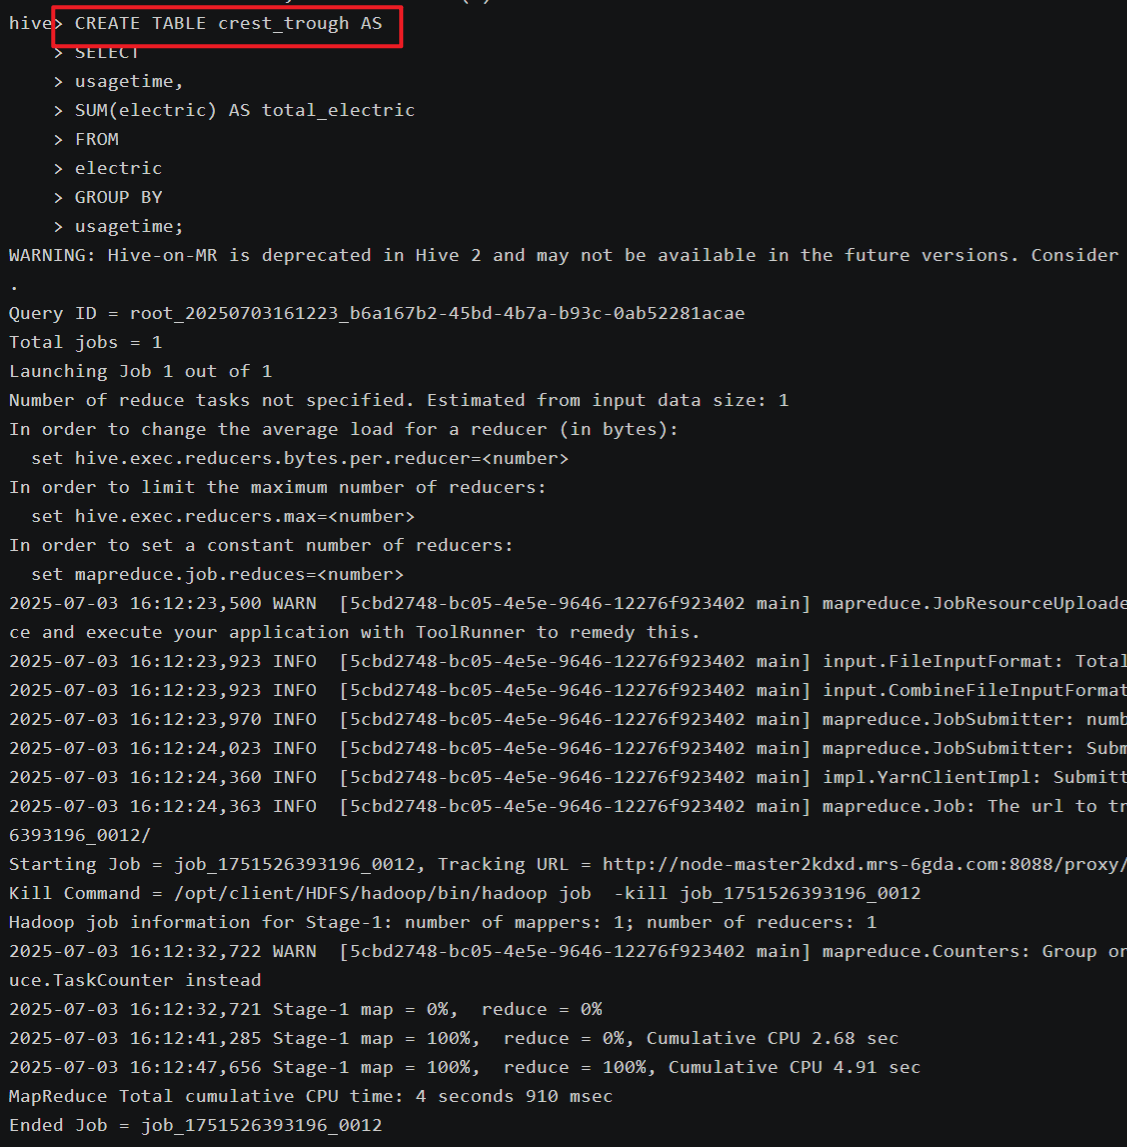 hive> CREATE TABLE crest_trough AS
    > SELECT
    > usagetime,
    > SUM(electric) AS total_electric
    > FROM
    > electric
    > GROUP BY
    > usagetime;
WARNING: Hive-on-MR is deprecated in Hive 2 and may not be available in the future versions. Consider
.
Query ID = root_20250703161223_b6a167b2-45bd-4b7a-b93c-0ab52281acae
Total jobs = 1
Launching Job 1 out of 1
Number of reduce tasks not specified. Estimated from input data size: 1
In order to change the average load for a reducer (in bytes):
  set hive.exec.reducers.bytes.per.reducer=<number>
In order to limit the maximum number of reducers:
  set hive.exec.reducers.max=<number>
In order to set a constant number of reducers:
  set mapreduce.job.reduces=<number>
2025-07-03 16:12:23,500 WARN  [5cbd2748-bc05-4e5e-9646-12276f923402 main] mapreduce.JobResourceUploade
ce and execute your application with ToolRunner to remedy this.
2025-07-03 16:12:23,923 INFO  [5cbd2748-bc05-4e5e-9646-12276f923402 main] input.FileInputFormat: Total
2025-07-03 16:12:23,923 INFO  [5cbd2748-bc05-4e5e-9646-12276f923402 main] input.CombineFileInputFormat
2025-07-03 16:12:23,970 INFO  [5cbd2748-bc05-4e5e-9646-12276f923402 main] mapreduce.JobSubmitter: numb
2025-07-03 16:12:24,023 INFO  [5cbd2748-bc05-4e5e-9646-12276f923402 main] mapreduce.JobSubmitter: Subm
2025-07-03 16:12:24,360 INFO  [5cbd2748-bc05-4e5e-9646-12276f923402 main] impl.YarnClientImpl: Submitt
2025-07-03 16:12:24,363 INFO  [5cbd2748-bc05-4e5e-9646-12276f923402 main] mapreduce.Job: The url to tr
6393196_0012/
Starting Job = job_1751526393196_0012, Tracking URL = http://node-master2kdxd.mrs-6gda.com:8088/proxy/
Kill Command = /opt/client/HDFS/hadoop/bin/hadoop job  -kill job_1751526393196_0012
Hadoop job information for Stage-1: number of mappers: 1; number of reducers: 1
2025-07-03 16:12:32,722 WARN  [5cbd2748-bc05-4e5e-9646-12276f923402 main] mapreduce.Counters: Group or
uce.TaskCounter instead
2025-07-03 16:12:32,721 Stage-1 map = 0%,  reduce = 0%
2025-07-03 16:12:41,285 Stage-1 map = 100%,  reduce = 0%, Cumulative CPU 2.68 sec
2025-07-03 16:12:47,656 Stage-1 map = 100%,  reduce = 100%, Cumulative CPU 4.91 sec
MapReduce Total cumulative CPU time: 4 seconds 910 msec
Ended Job = job_1751526393196_0012